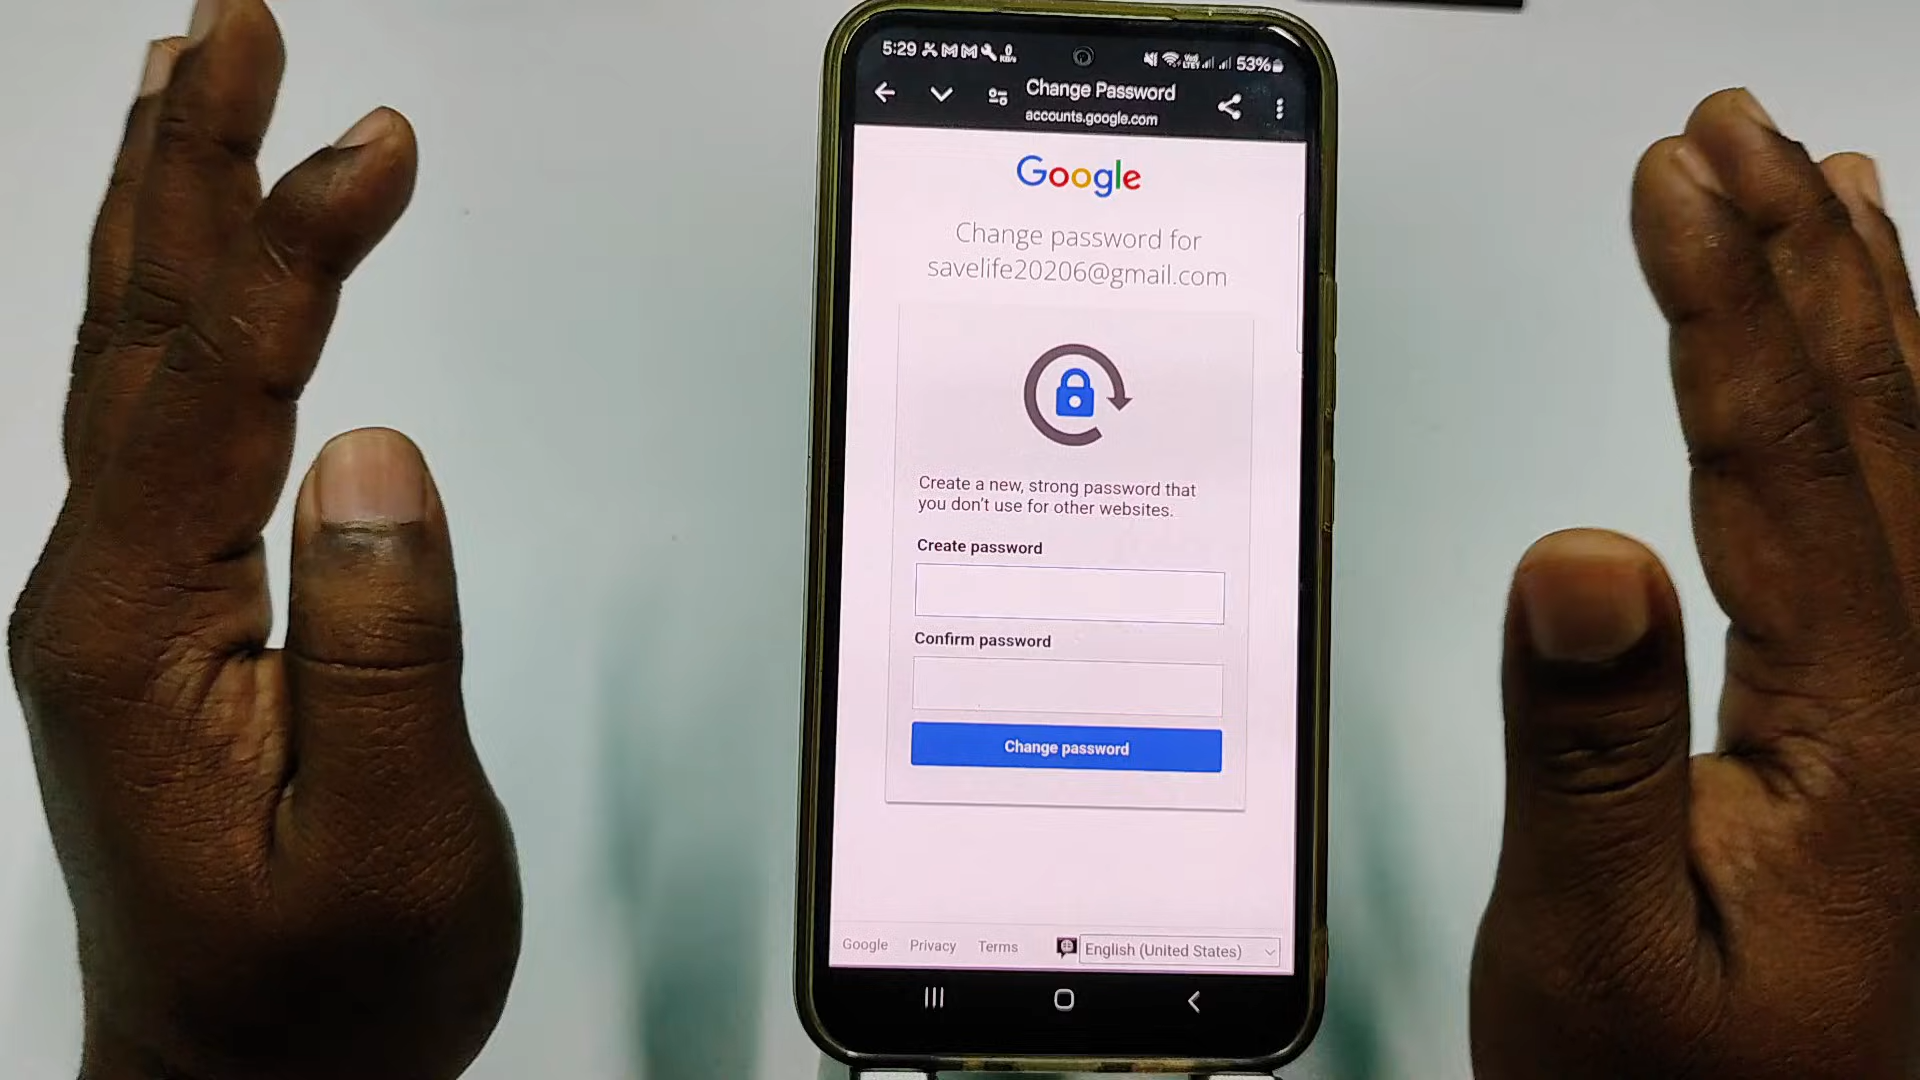 5:29
53%
Change Password
accounts.google.com
Google
Change password for
savelife20206@gmail.com
Create a new, strong password that
you don't use for other websites.
Create password
Confirm password
Change password
Google Privacy Terms English (United States)